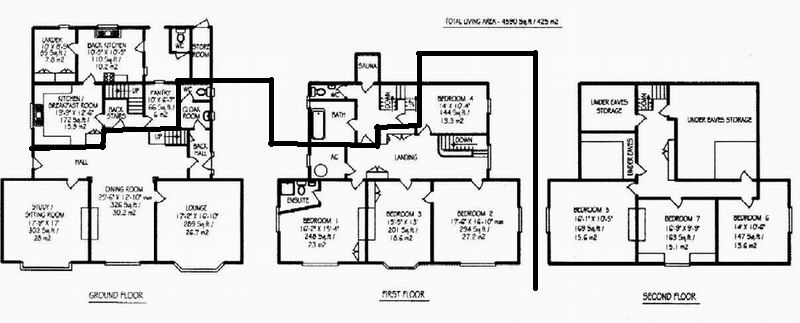 TOTAL LIVING AREA - 4590 Sq.ft / 425 m2
LARDER
10' X 8'-5"
85 Sq.ft /
7.8 m2
BACK KITCHEN
10'-5" X 10'-5"
110 Sq.ft /
10.2 m2
WC
STORE
ROOM
KITCHEN /
BREAKFAST ROOM
13'-9" X 12'-6"
172 Sq.ft /
15.9 m2
BACK
STAIRS
UP
PANTRY
10' X 6'-7"
66 Sq.ft /
6 m2
WC
CLOAK
ROOM
UP
BACK
HALL
HALL
STUDY /
SITTING ROOM
17'-9" X 17'
302 Sq.ft /
28 m2
DINING ROOM
25'-6" X 12'-10" max
326 Sq.ft /
30.2 m2
LOUNGE
17'-2" X 16'-10"
289 Sq.ft /
26.7 m2
GROUND FLOOR
SAUNA
WC
BATH
DOWN
UP
BEDROOM 4
14' X 10'-4"
144 Sq.ft /
13.3 m2
AC
LANDING
DOWN
ENSUITE
BEDROOM 1
16'-2" X 15'-4"
248 Sq.ft /
23 m2
BEDROOM 3
15'-5" X 13'
201 Sq.ft /
18.6 m2
BEDROOM 2
17'-6" X 16'-10" max
294 Sq.ft /
27.2 m2
FIRST FLOOR
UNDER EAVES
STORAGE
DOWN
UNDER EAVES STORAGE
UNDER EAVES
BEDROOM 5
16'-1" X 10'-5"
169 Sq.ft /
15.6 m2
BEDROOM 7
16'-9" X 9'-9"
163 Sq.ft /
15.1 m2
BEDROOM 6
14' X 10'-6"
147 Sq.ft /
13.6 m2
SECOND FLOOR